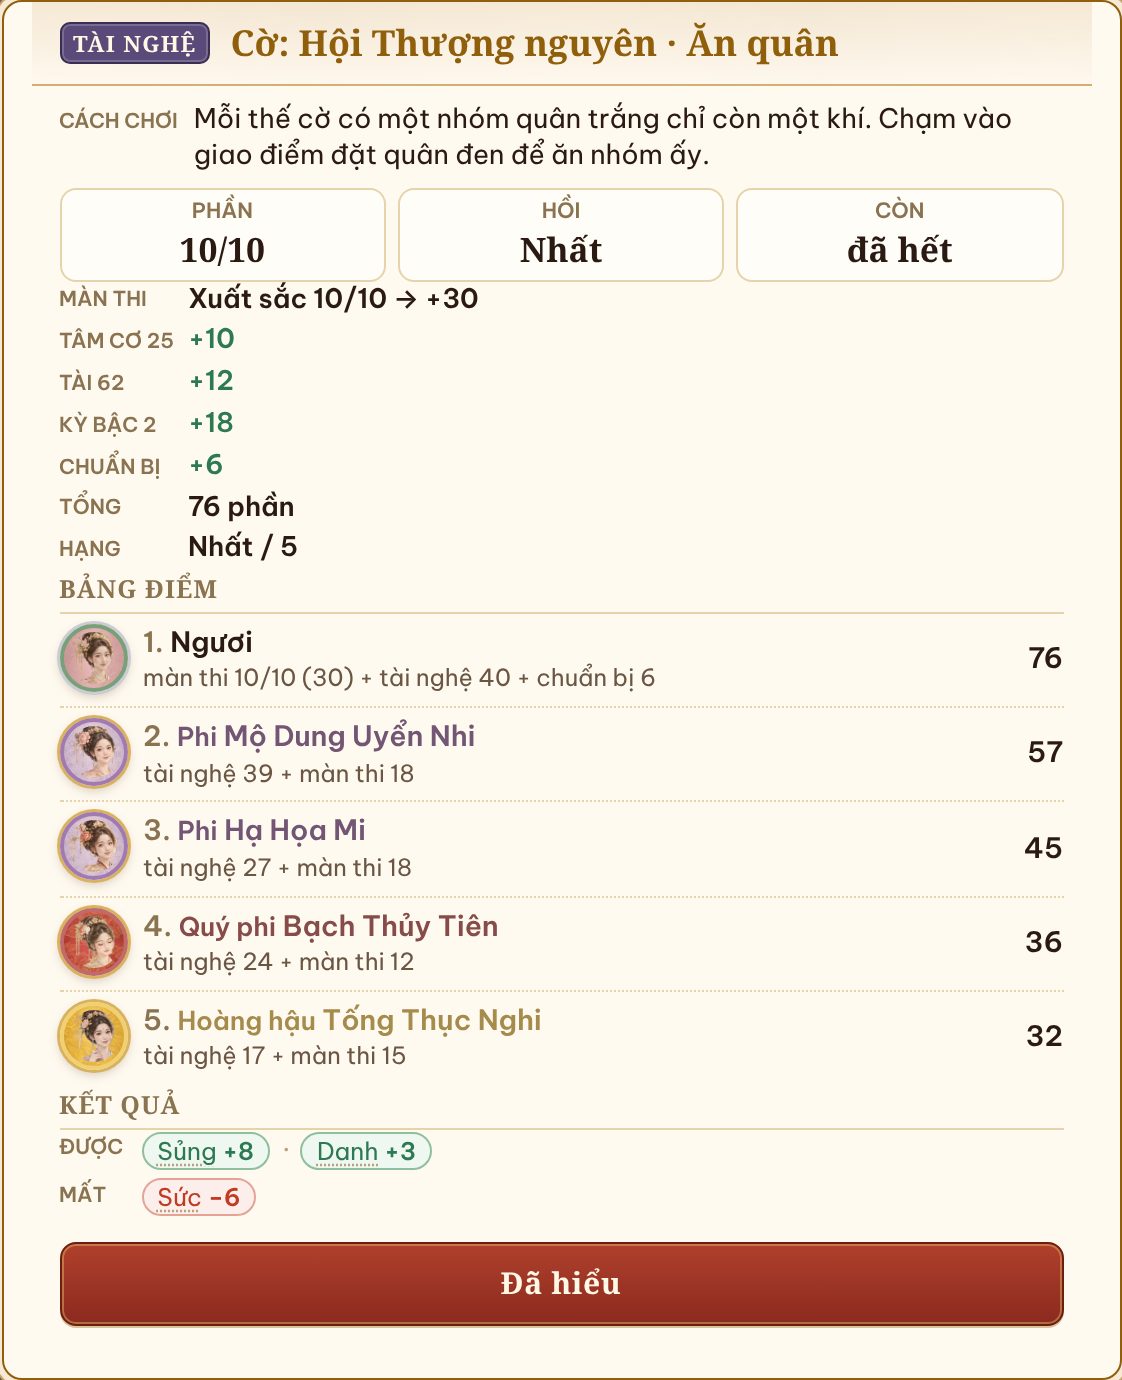 TÀI NGHỆ Cờ: Hội Thượng nguyên · Ăn quân
CÁCH CHƠI Mỗi thế cờ có một nhóm quân trắng chỉ còn một khí. Chạm vào
giao điểm đặt quân đen để ăn nhóm ấy.
PHẦN HỒI CÒN
10/10 Nhất đã hết
MÀN THI Xuất sắc 10/10 → +30
TÂM CƠ 25 +10
TÀI 62 +12
KỲ BẬC 2 +18
CHUẨN BỊ +6
TỔNG 76 phần
HẠNG Nhất / 5
BẢNG ĐIỂM
1. Ngươi 76
màn thi 10/10 (30) + tài nghệ 40 + chuẩn bị 6
2. Phi Mộ Dung Uyển Nhi 57
tài nghệ 39 + màn thi 18
3. Phi Hạ Họa Mi 45
tài nghệ 27 + màn thi 18
4. Quý phi Bạch Thủy Tiên 36
tài nghệ 24 + màn thi 12
5. Hoàng hậu Tống Thục Nghi 32
tài nghệ 17 + màn thi 15
KẾT QUẢ
ĐƯỢC Sủng +8 · Danh +3
MẤT Sức −6
Đã hiểu